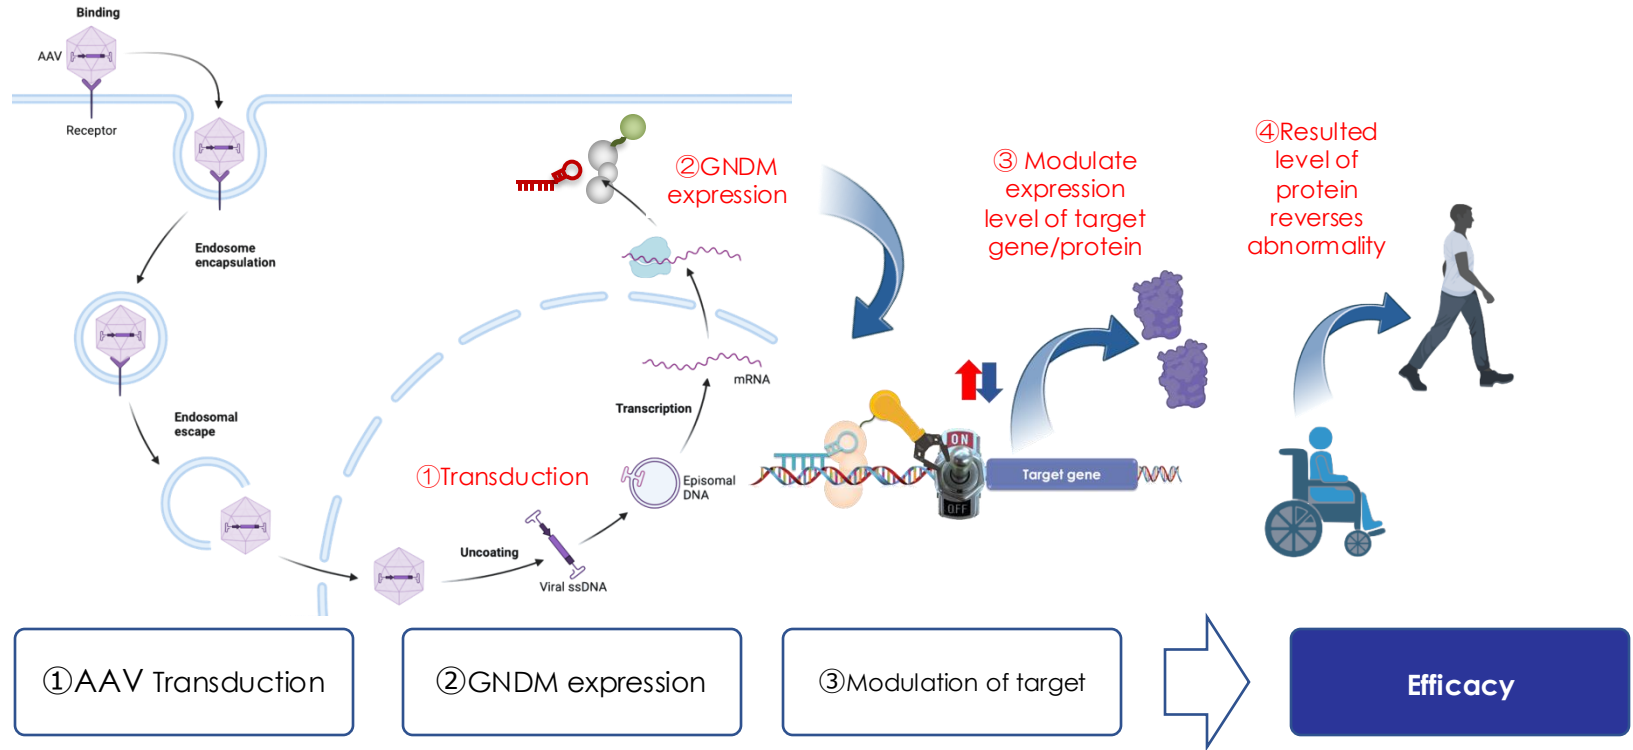 Binding
AAV
Receptor
Endosome
encapsulation
Endosomal
escape
①Transduction
Uncoating
Viral ssDNA
Episomal
DNA
Transcription
mRNA
②GNDM
expression
③ Modulate
expression
level of target
gene/protein
ON
OFF
Target gene
④Resulted
level of
protein
reverses
abnormality
①AAV Transduction
②GNDM expression
③Modulation of target
Efficacy